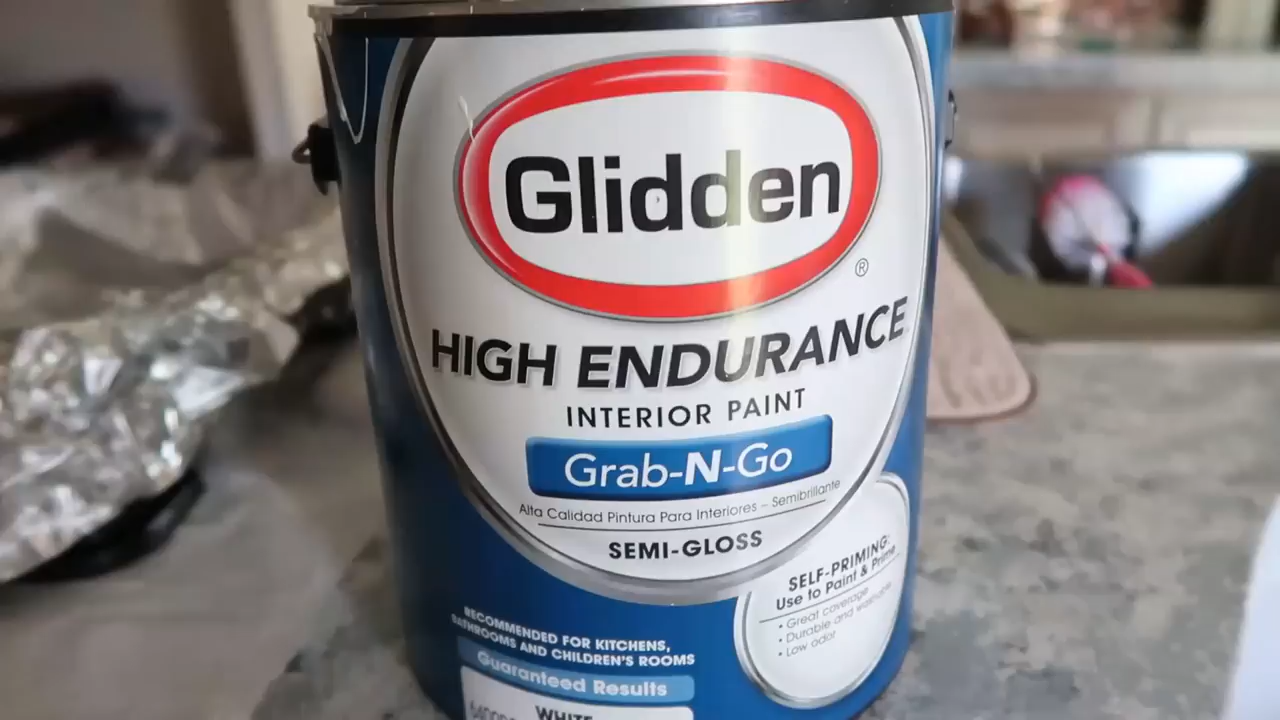 Glidden
®
HIGH ENDURANCE
INTERIOR PAINT
Grab-N-Go
Alta Calidad Pintura Para Interiores – Semibrillante
SEMI-GLOSS
SELF-PRIMING:
Use to Paint & Prime
• Great coverage
• Durable and washable
• Low odor
RECOMMENDED FOR KITCHENS,
BATHROOMS AND CHILDREN'S ROOMS
Guaranteed Results
WHITE